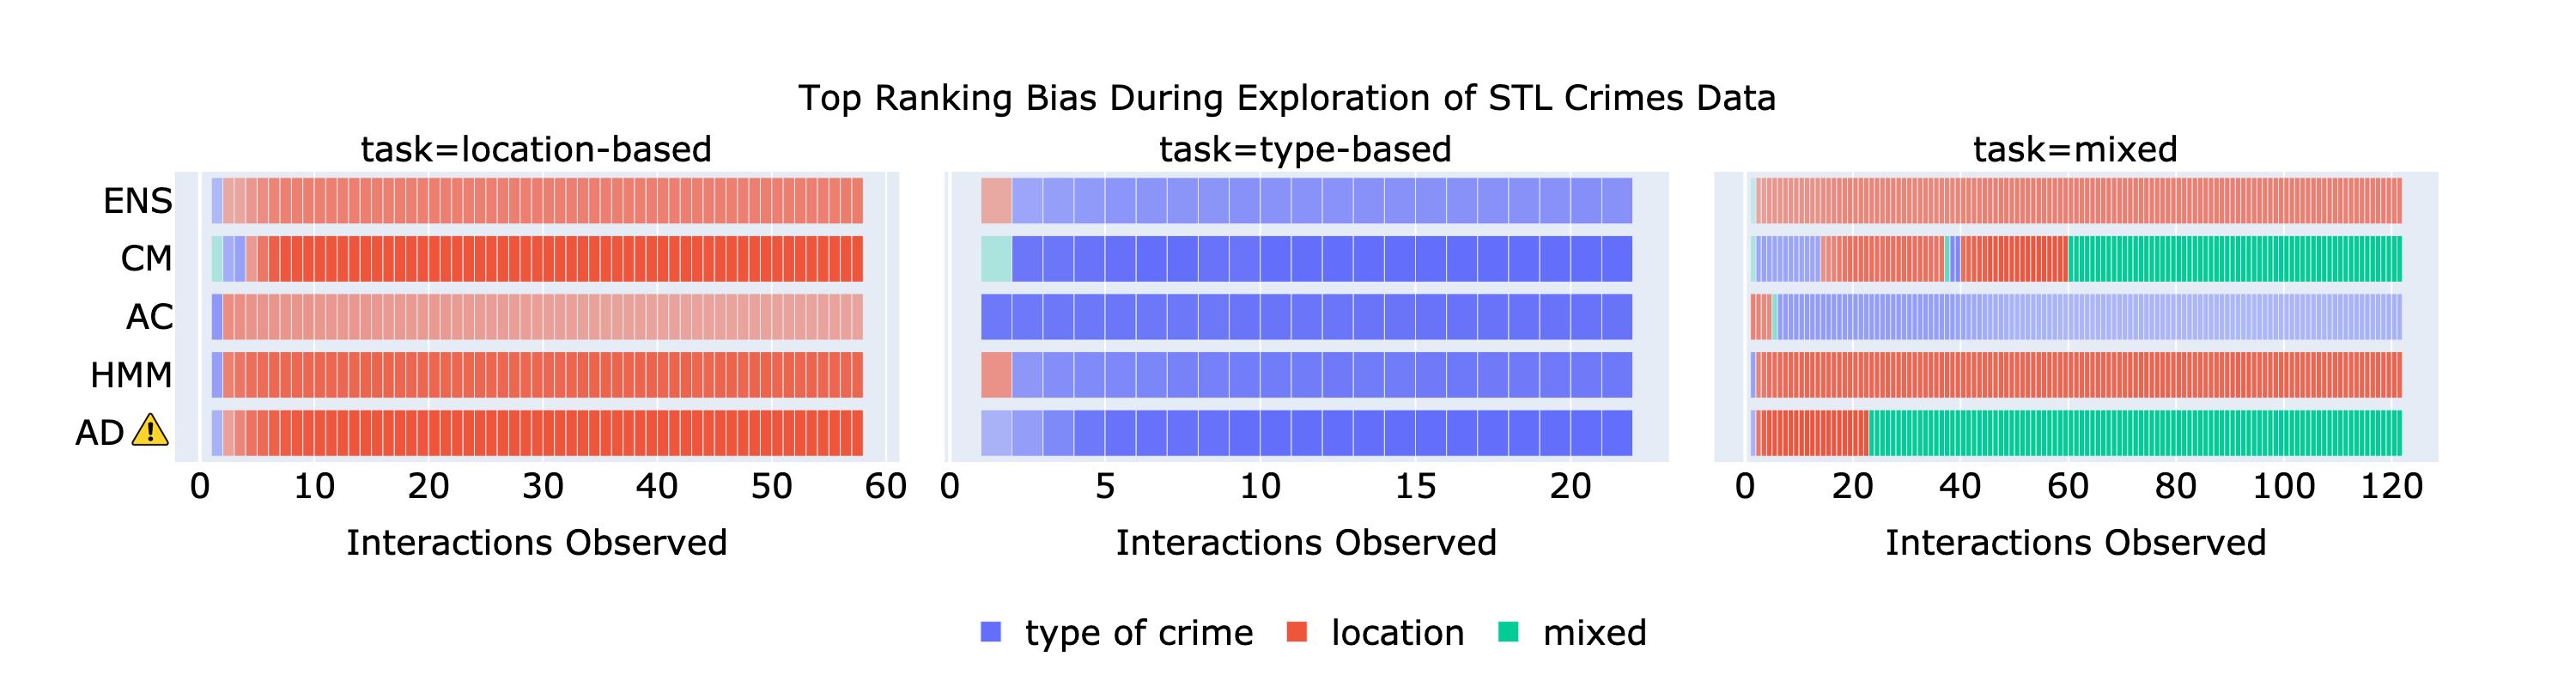 Top Ranking Bias During Exploration of STL Crimes Data
task=location-based task=type-based task=mixed
ENS
CM
AC
HMM
AD
0 10 20 30 40 50 60 0 5 10 15 20 0 20 40 60 80 100 120
Interactions Observed Interactions Observed Interactions Observed
type of crime location mixed